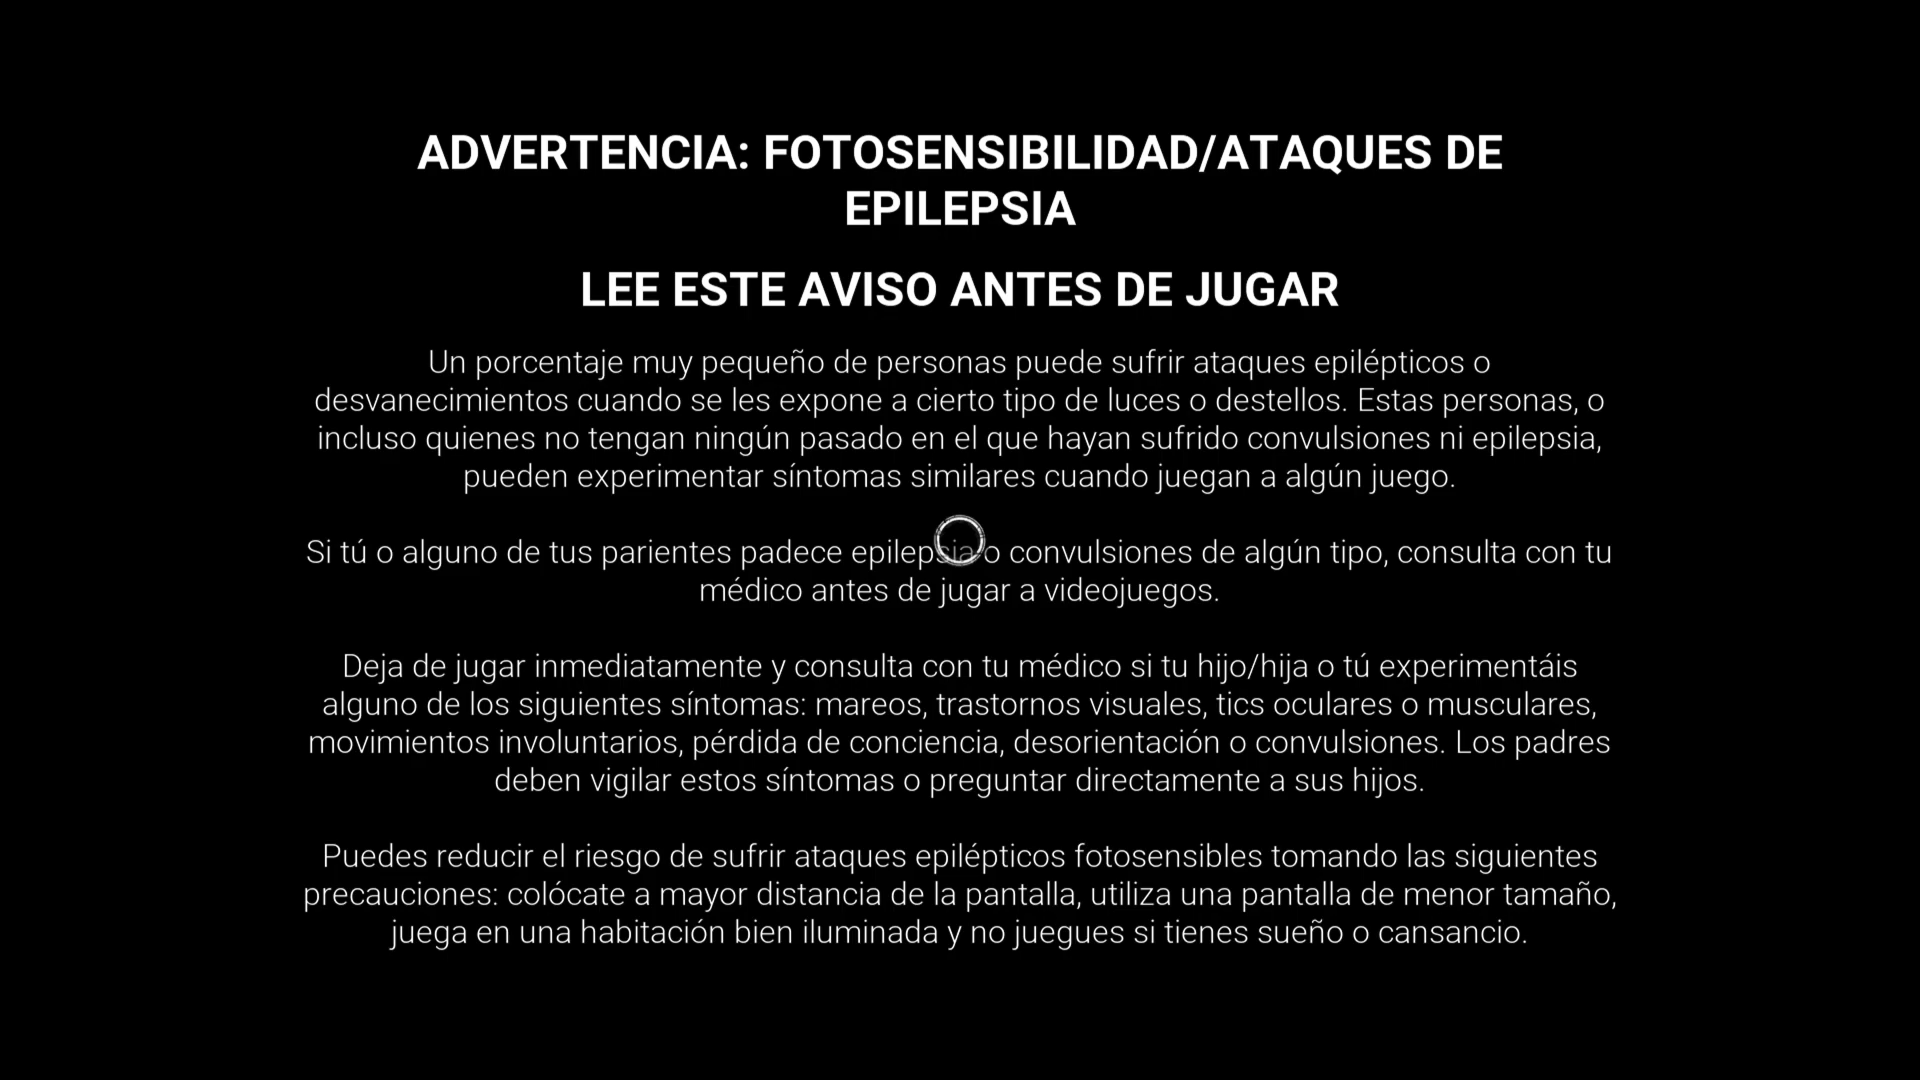 ADVERTENCIA: FOTOSENSIBILIDAD/ATAQUES DE
EPILEPSIA
LEE ESTE AVISO ANTES DE JUGAR
Un porcentaje muy pequeño de personas puede sufrir ataques epilépticos o
desvanecimientos cuando se les expone a cierto tipo de luces o destellos. Estas personas, o
incluso quienes no tengan ningún pasado en el que hayan sufrido convulsiones ni epilepsia,
pueden experimentar síntomas similares cuando juegan a algún juego.
Si tú o alguno de tus parientes padece epilepsia o convulsiones de algún tipo, consulta con tu
médico antes de jugar a videojuegos.
Deja de jugar inmediatamente y consulta con tu médico si tu hijo/hija o tú experimentáis
alguno de los siguientes síntomas: mareos, trastornos visuales, tics oculares o musculares,
movimientos involuntarios, pérdida de conciencia, desorientación o convulsiones. Los padres
deben vigilar estos síntomas o preguntar directamente a sus hijos.
Puedes reducir el riesgo de sufrir ataques epilépticos fotosensibles tomando las siguientes
precauciones: colócate a mayor distancia de la pantalla, utiliza una pantalla de menor tamaño,
juega en una habitación bien iluminada y no juegues si tienes sueño o cansancio.